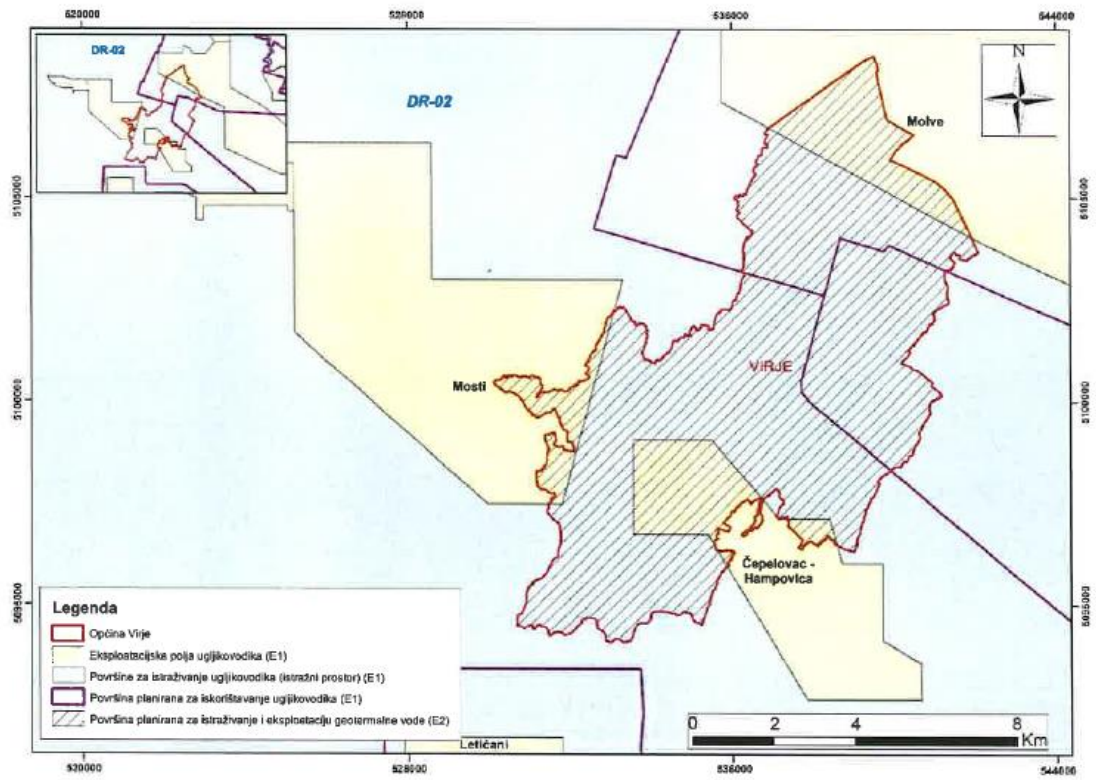 520000 528000 536000 544000
DR-02
DR-02
N
Molve
5105000
5105000
VIRJE
Mosti
5100000
5100000
Čepelovac -
Hampovica
5095000
5095000
Legenda
Općina Virje
Eksploatacijska polja ugljikovodika (E1)
Površine za istraživanje ugljikovodika (istražni prostor) (E1)
Površina planirana za iskorištavanje ugljikovodika (E1)
Površina planirana za istraživanje i eksploataciju geotermalne vode (E2)
Letičani
0 2 4 8
Km
520000 528000 536000 544000